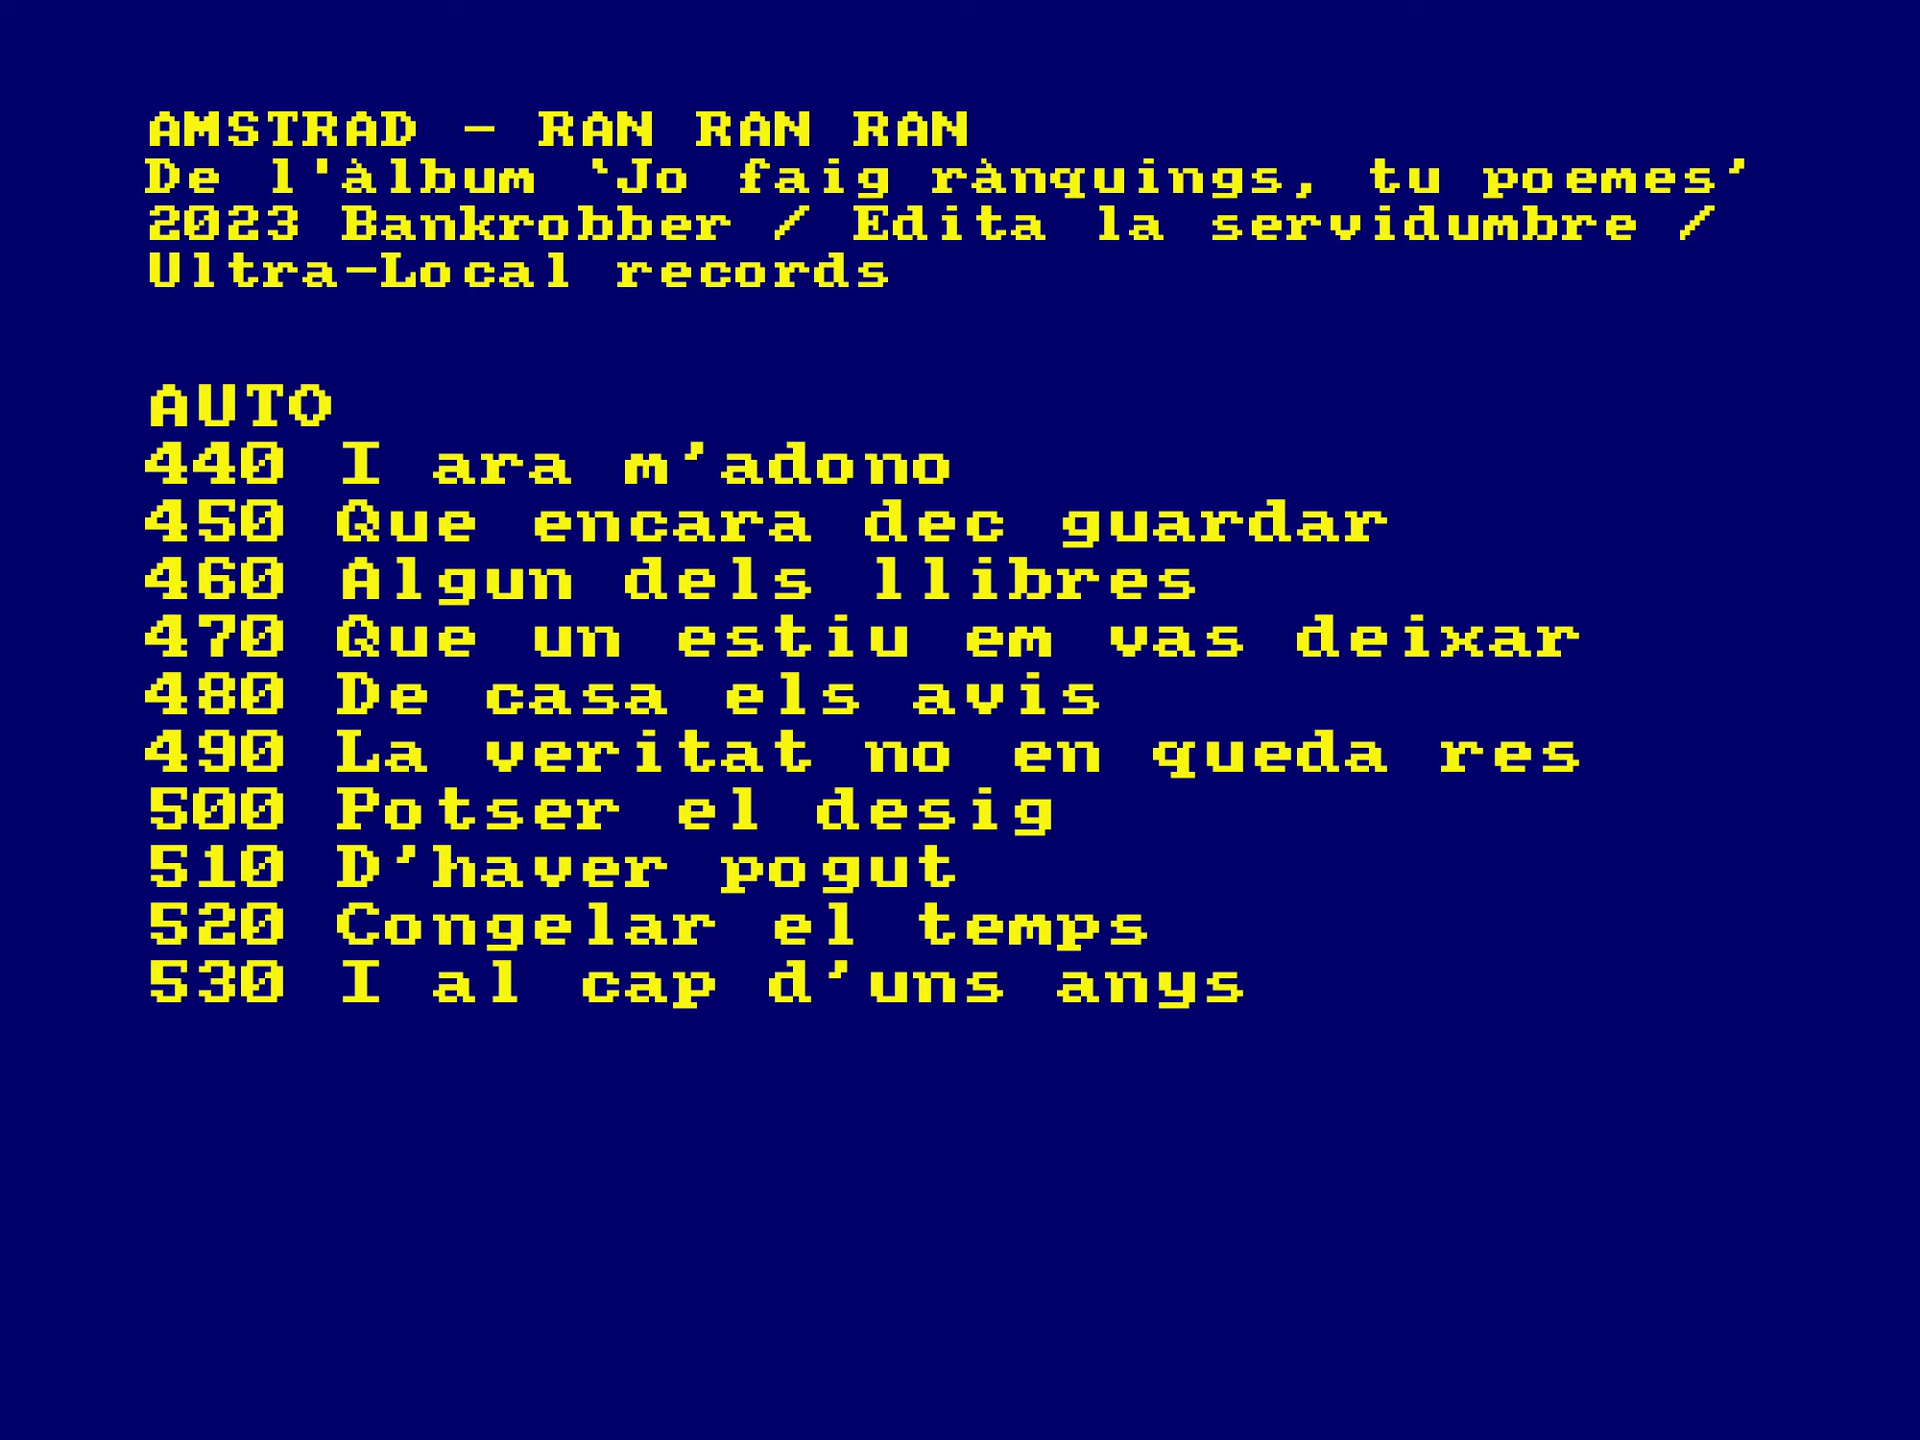 AMSTRAD - RAN RAN RAN
De l'àlbum ‘Jo faig rànquings, tu poemes’
2023 Bankrobber / Edita la servidumbre /
Ultra-Local records
AUTO
440 I ara m’adono
450 Que encara dec guardar
460 Algun dels llibres
470 Que un estiu em vas deixar
480 De casa els avis
490 La veritat no en queda res
500 Potser el desig
510 D’haver pogut
520 Congelar el temps
530 I al cap d’uns anys